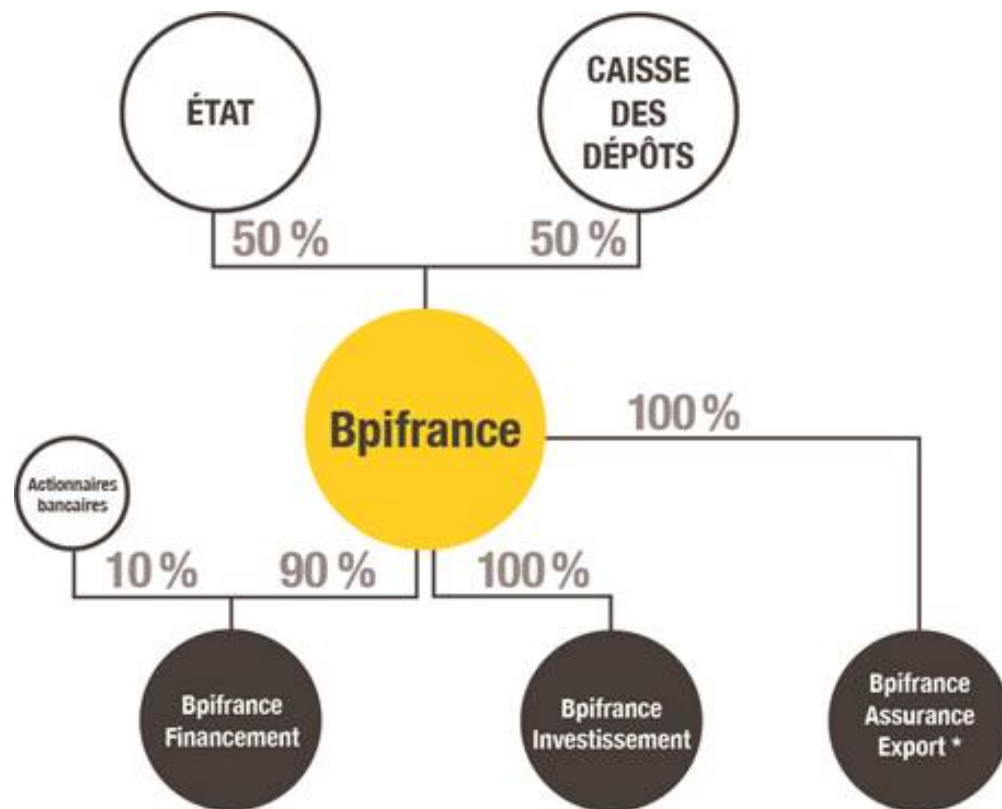 ÉTAT
CAISSE
DES
DÉPÔTS
50 %
50 %
Bpifrance
100 %
Actionnaires
bancaires
10 %
90 %
100 %
Bpifrance
Financement
Bpifrance
Investissement
Bpifrance
Assurance
Export *